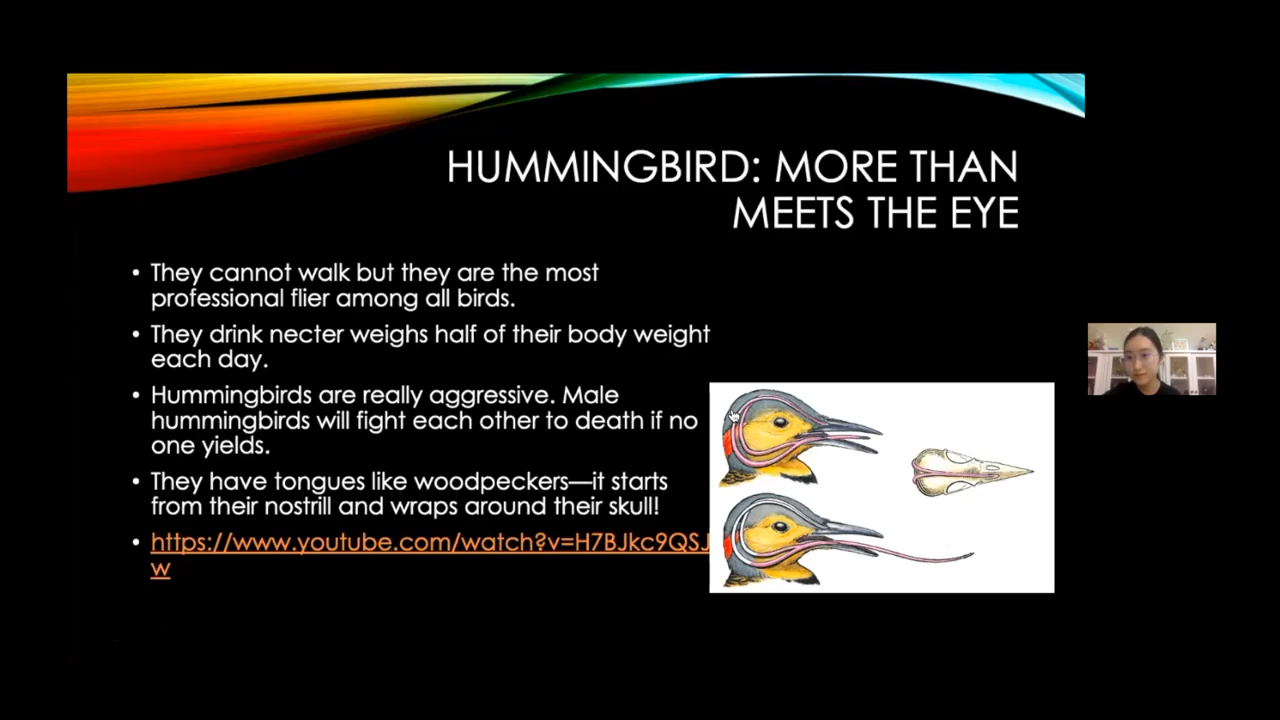 HUMMINGBIRD: MORE THAN
MEETS THE EYE
• They cannot walk but they are the most
professional flier among all birds.
• They drink necter weighs half of their body weight
each day.
• Hummingbirds are really aggressive. Male
hummingbirds will fight each other to death if no
one yields.
• They have tongues like woodpeckers—it starts
from their nostrill and wraps around their skull!
• https://www.youtube.com/watch?v=H7BJkc9QSJ
w